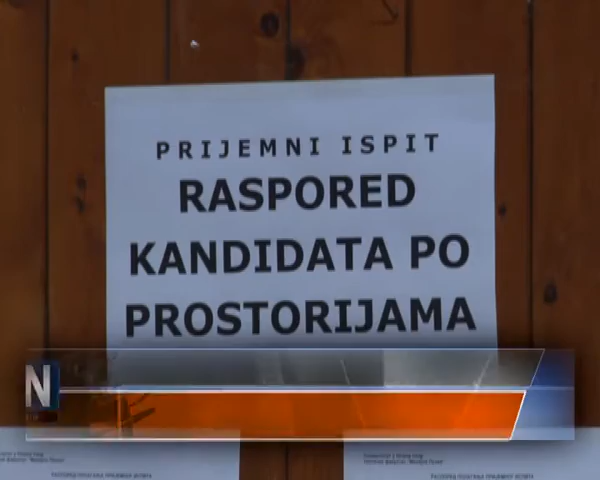 PRIJEMNI ISPIT
RASPORED
KANDIDATA PO
PROSTORIJAMA
N